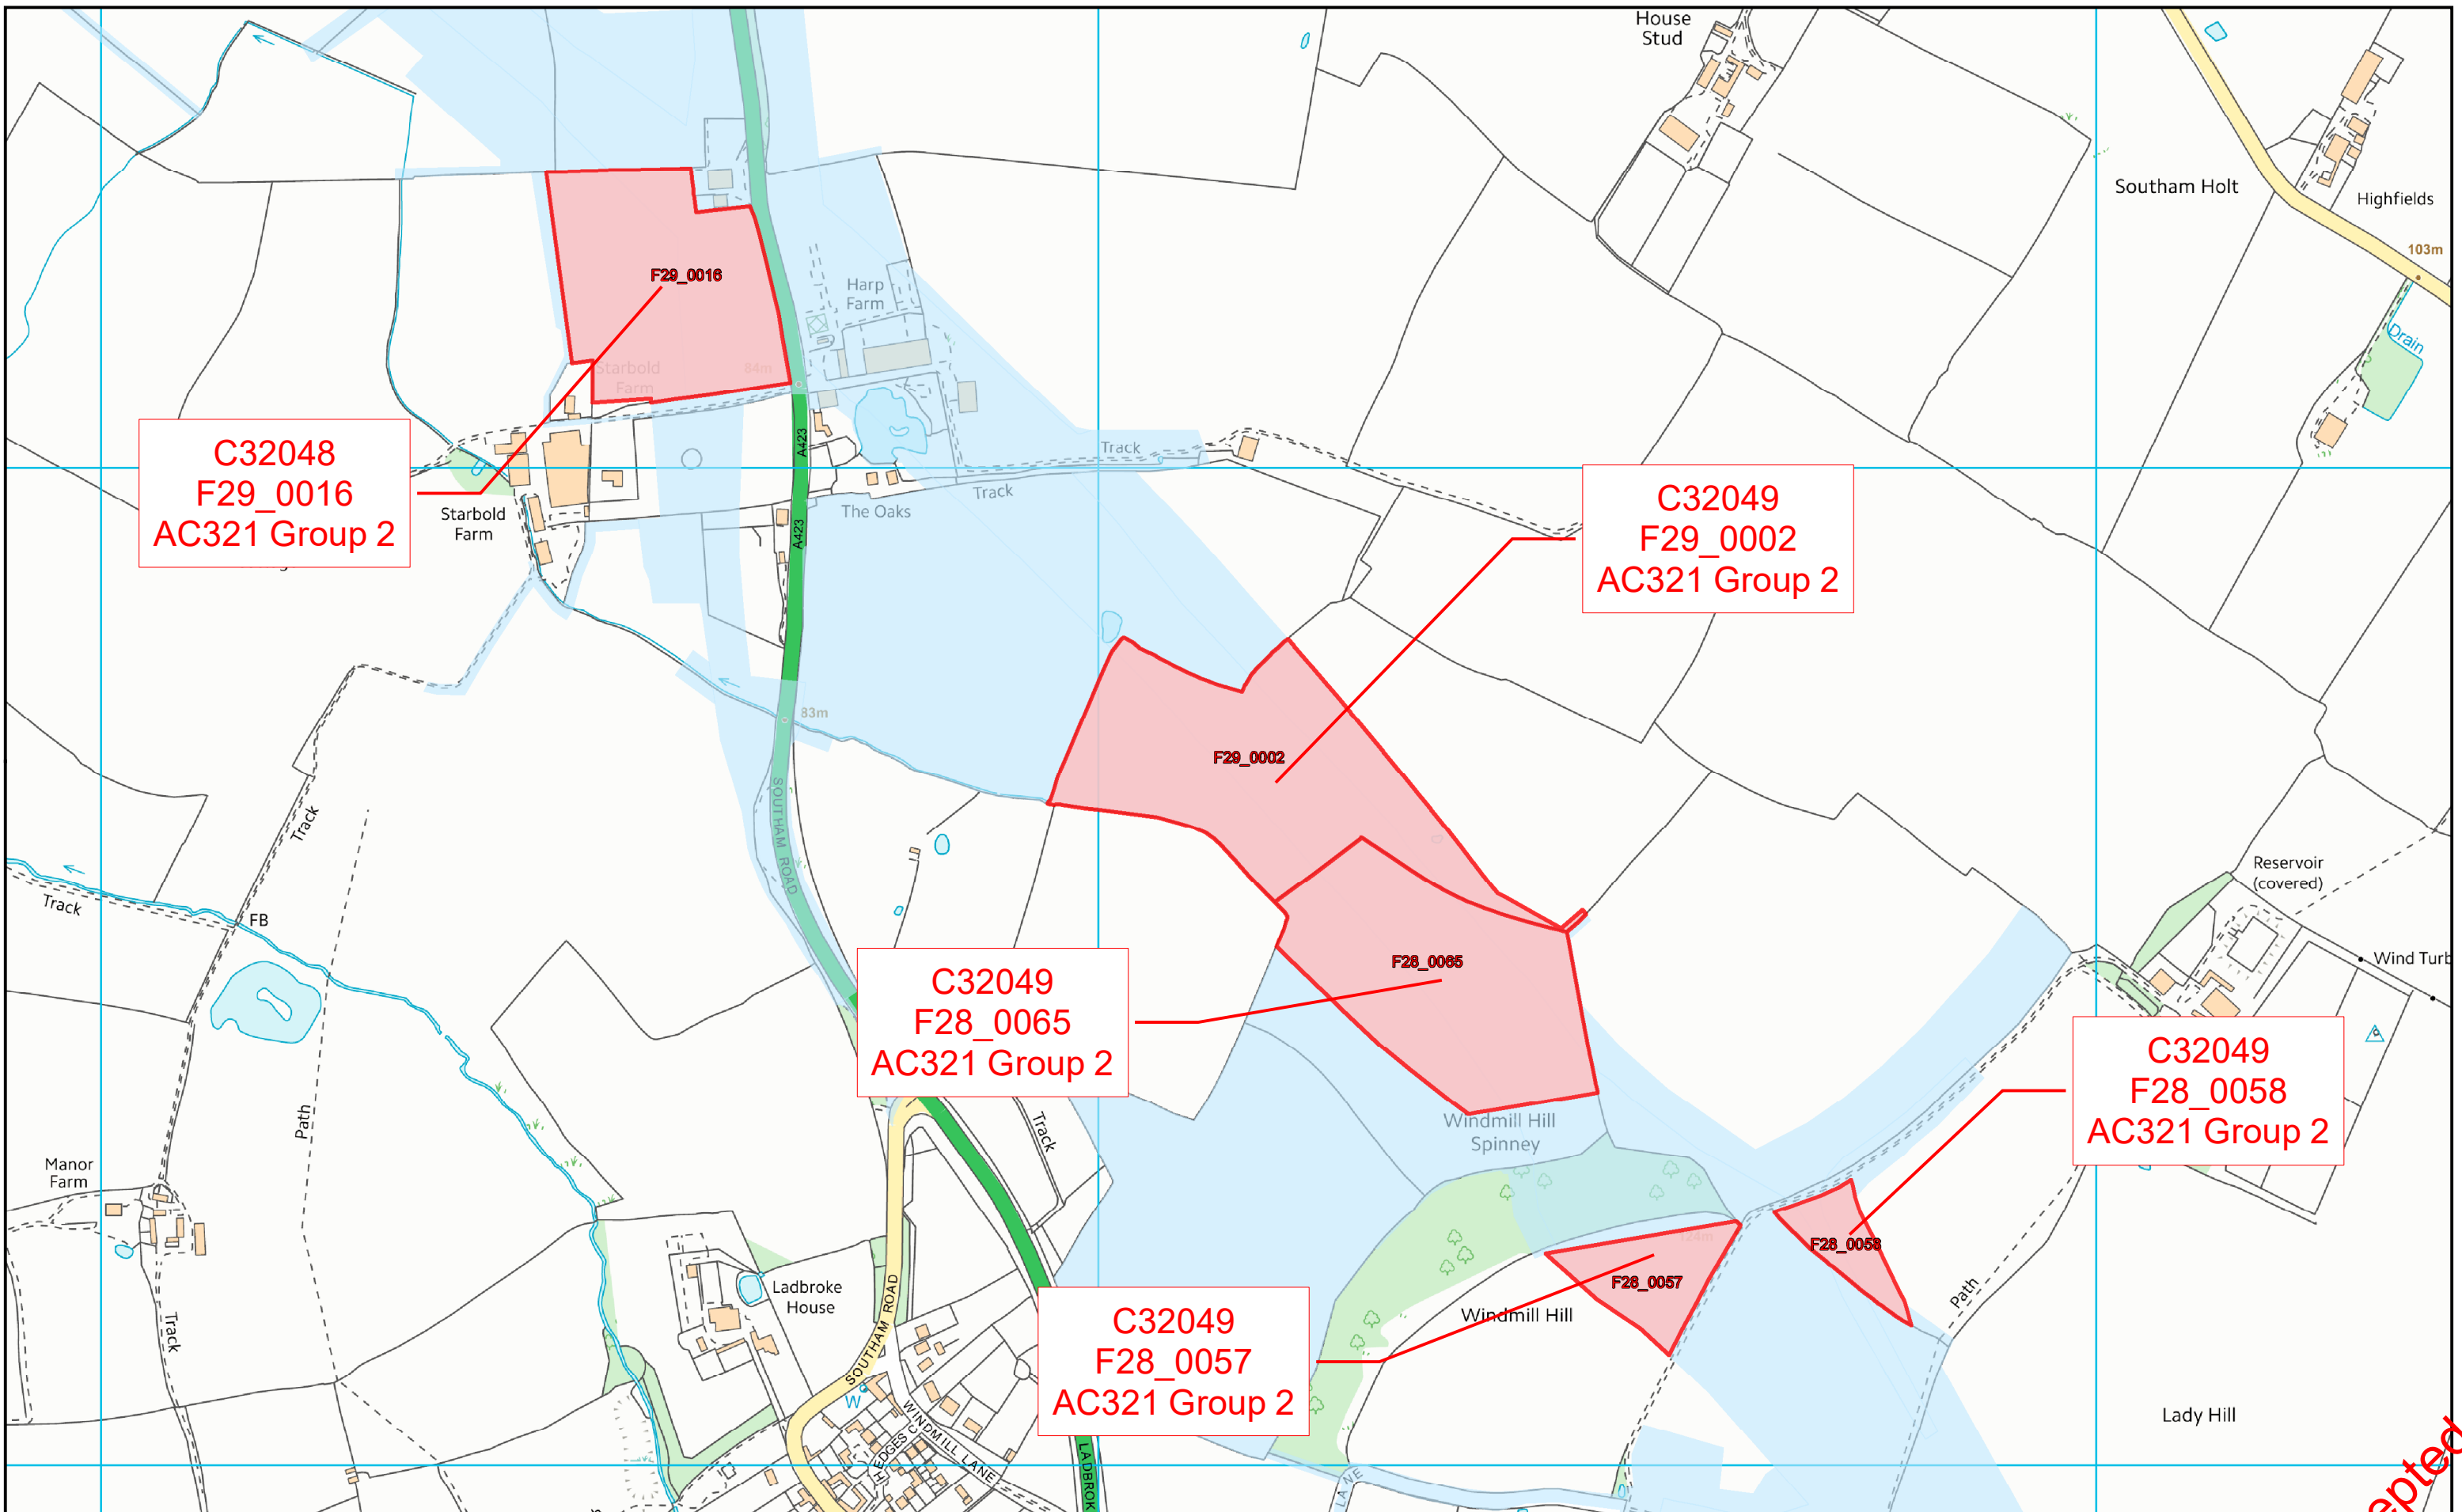 House
Stud
Southam Holt
Highfields
103m
Drain
F29_0016
Harp
Farm
Starbold
Farm
84m
C32048
F29_0016
AC321 Group 2
A423
Track
Track
The Oaks
Starbold
Farm
A423
C32049
F29_0002
AC321 Group 2
83m
F29_0002
SOUTHAM ROAD
Track
Reservoir
(covered)
Track
FB
Wind Turb
F28_0065
C32049
F28_0065
AC321 Group 2
C32049
F28_0058
AC321 Group 2
Path
Track
Windmill Hill
Spinney
Manor
Farm
124m
F28_0058
F28_0057
Path
Ladbroke
House
Windmill Hill
Track
SOUTHAM ROAD
C32049
F28_0057
AC321 Group 2
W
WINDMILL LANE
HEDGES C
LADBROK
LANE
Lady Hill
epted